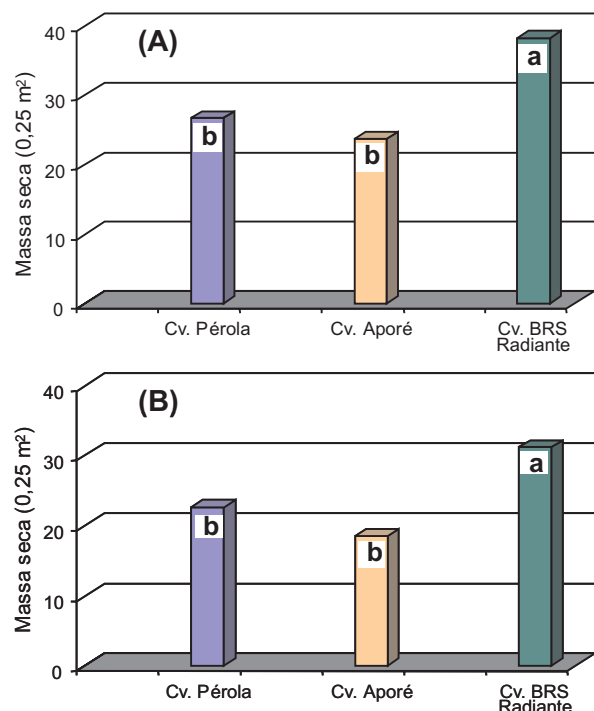 (A)
Massa seca (0,25 m²)
40
30
20
10
0
b
b
a
Cv. Pérola
Cv. Aporé
Cv. BRS
Radiante
(B)
Massa seca (0,25 m²)
40
30
20
10
0
b
b
a
Cv. Pérola
Cv. Aporé
Cv. BRS
Radiante